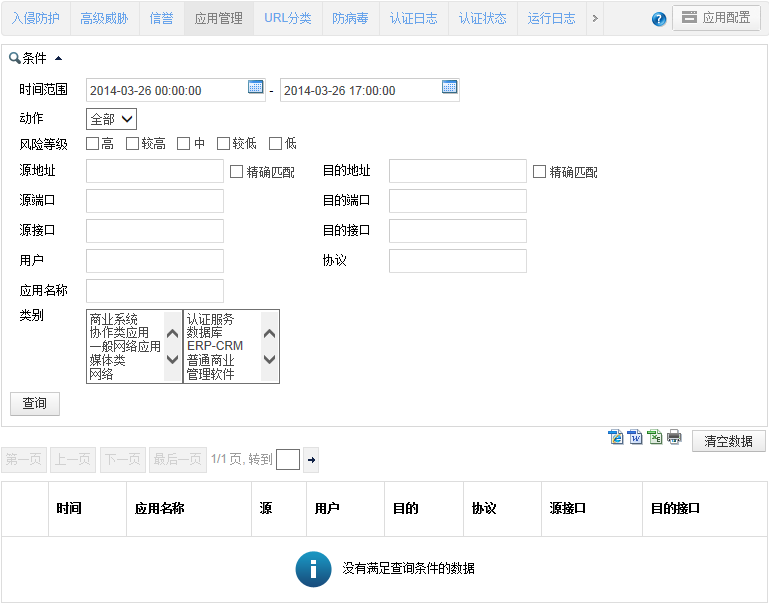 入侵防护 高级威胁 信誉 应用管理 URL分类 防病毒 认证日志 认证状态 运行日志 > ? 应用配置
条件
时间范围 2014-03-26 00:00:00 - 2014-03-26 17:00:00
动作 全部
风险等级 高 较高 中 较低 低
源地址 精确匹配 目的地址 精确匹配
源端口 目的端口
源接口 目的接口
用户 协议
应用名称
类别 商业系统 认证服务
协作类应用 数据库
一般网络应用 ERP-CRM
媒体类 普通商业
网络 管理软件
查询
清空数据
第一页 上一页 下一页 最后一页 1/1 页, 转到
时间 应用名称 源 用户 目的 协议 源接口 目的接口
没有满足查询条件的数据